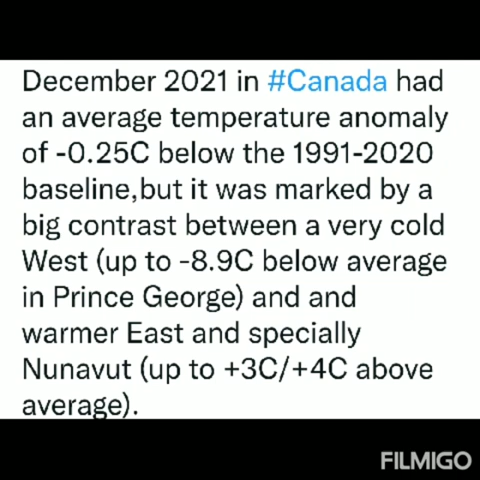 December 2021 in #Canada had
an average temperature anomaly
of -0.25C below the 1991-2020
baseline,but it was marked by a
big contrast between a very cold
West (up to -8.9C below average
in Prince George) and and
warmer East and specially
Nunavut (up to +3C/+4C above
average).
FILMIGO